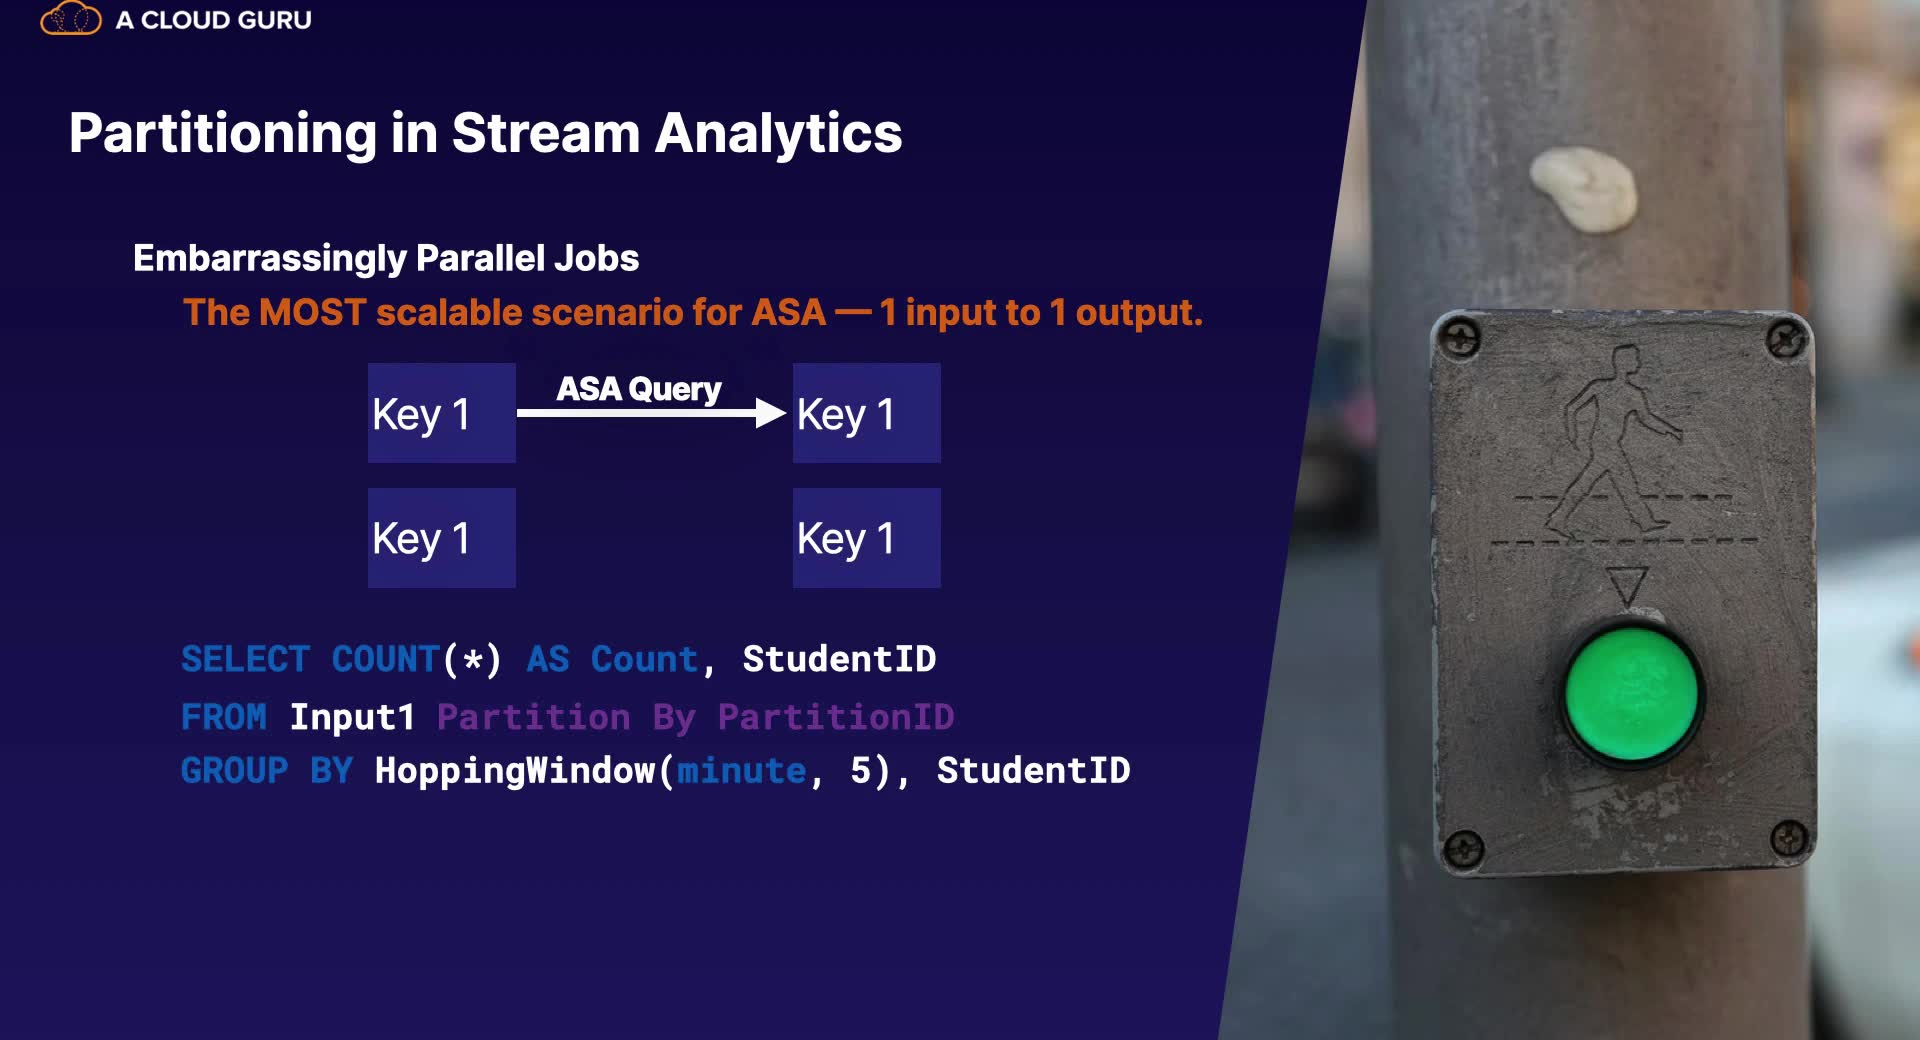 A CLOUD GURU
Partitioning in Stream Analytics
Embarrassingly Parallel Jobs
The MOST scalable scenario for ASA — 1 input to 1 output.
Key 1
ASA Query
Key 1
Key 1
Key 1
SELECT COUNT(*) AS Count, StudentID
FROM Input1 Partition By PartitionID
GROUP BY HoppingWindow(minute, 5), StudentID